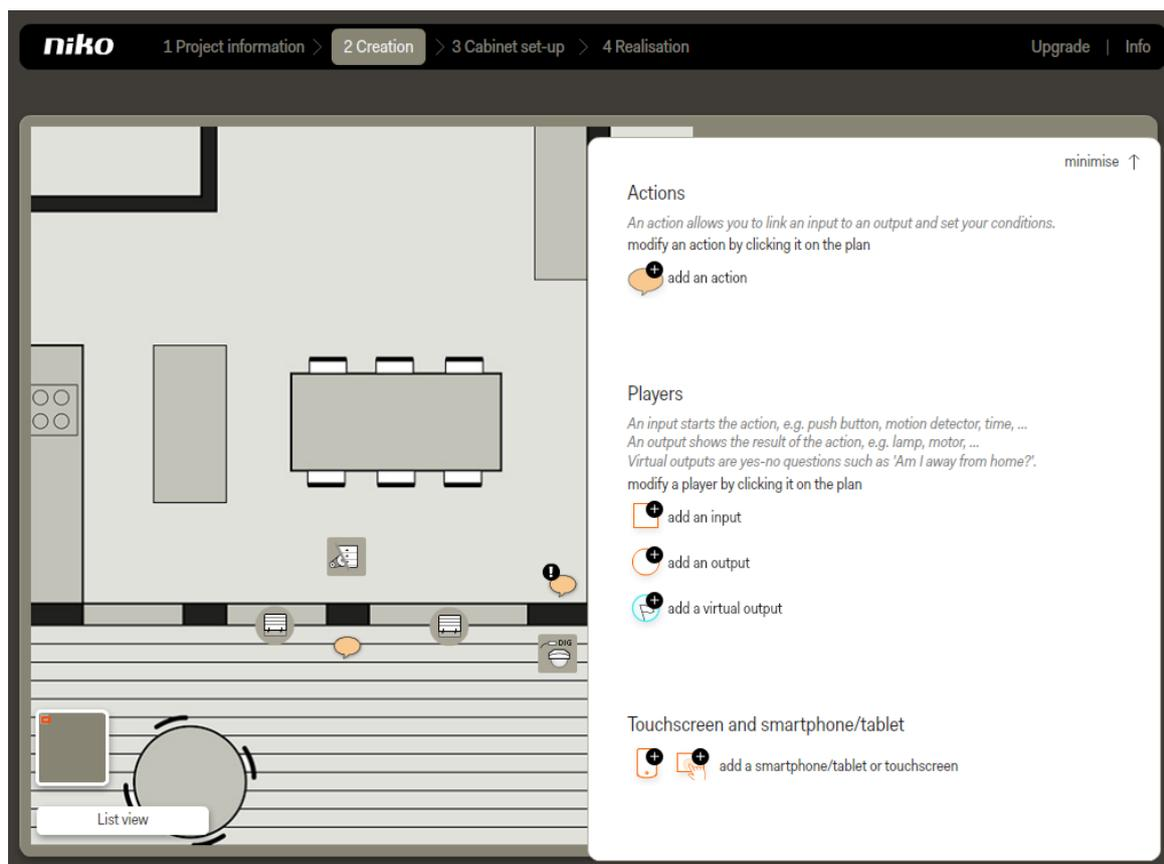 niko 1 Project information 2 Creation 3 Cabinet set-up 4 Realisation Upgrade | Info
minimise
Actions
An action allows you to link an input to an output and set your conditions.
modify an action by clicking it on the plan
add an action
Players
An input starts the action, e.g. push button, motion detector, time, ...
An output shows the result of the action, e.g. lamp, motor, ...
Virtual outputs are yes-no questions such as 'Am I away from home?'.
modify a player by clicking it on the plan
add an input
add an output
add a virtual output
DIG
Touchscreen and smartphone/tablet
add a smartphone/tablet or touchscreen
List view